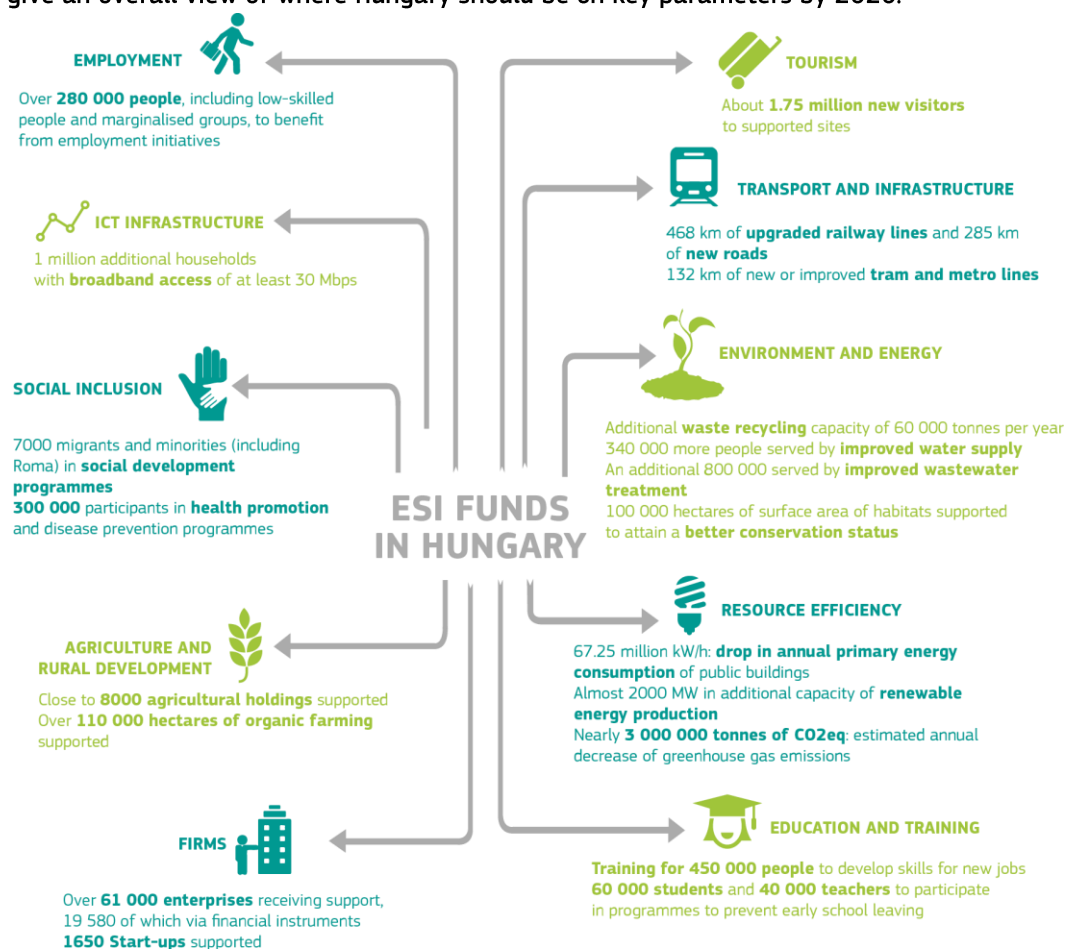 give an overall view of where Hungary should be on key parameters by 2020.
EMPLOYMENT
Over 280 000 people, including low-skilled
people and marginalised groups, to benefit
from employment initiatives
ICT INFRASTRUCTURE
1 million additional households
with broadband access of at least 30 Mbps
SOCIAL INCLUSION
7000 migrants and minorities (including
Roma) in social development
programmes
300 000 participants in health promotion
and disease prevention programmes
AGRICULTURE AND
RURAL DEVELOPMENT
Close to 8000 agricultural holdings supported
Over 110 000 hectares of organic farming
supported
FIRMS
Over 61 000 enterprises receiving support,
19 580 of which via financial instruments
1650 Start-ups supported
ESI FUNDS
IN HUNGARY
TOURISM
About 1.75 million new visitors
to supported sites
TRANSPORT AND INFRASTRUCTURE
468 km of upgraded railway lines and 285 km
of new roads
132 km of new or improved tram and metro lines
ENVIRONMENT AND ENERGY
Additional waste recycling capacity of 60 000 tonnes per year
340 000 more people served by improved water supply
An additional 800 000 served by improved wastewater
treatment
100 000 hectares of surface area of habitats supported
to attain a better conservation status
RESOURCE EFFICIENCY
67.25 million kW/h: drop in annual primary energy
consumption of public buildings
Almost 2000 MW in additional capacity of renewable
energy production
Nearly 3 000 000 tonnes of CO2eq: estimated annual
decrease of greenhouse gas emissions
EDUCATION AND TRAINING
Training for 450 000 people to develop skills for new jobs
60 000 students and 40 000 teachers to participate
in programmes to prevent early school leaving